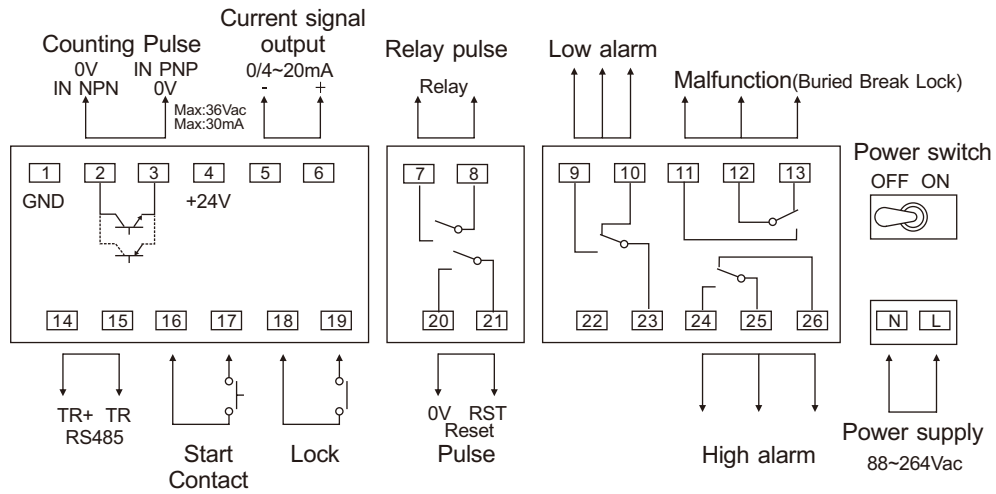 Counting Pulse
0V IN PNP
IN NPN 0V
Max:36Vac
Max:30mA
Current signal
output
0/4~20mA
- +
Relay pulse
Relay
Low alarm
Malfunction(Buried Break Lock)
Power switch
OFF ON
1 2 3 4 5 6
GND +24V
7 8
9 10 11 12 13
14 15 16 17 18 19
20 21
22 23 24 25 26
N L
TR+ TR
RS485
Start
Contact
Lock
0V RST
Reset
Pulse
High alarm
Power supply
88~264Vac